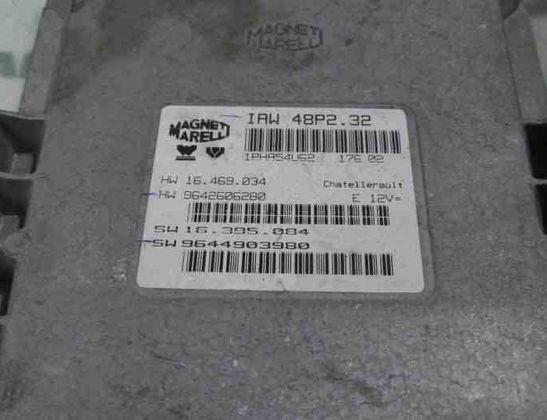 MAGNETI
MARELLI
MAGNETI
MARELLI
IAW 48P2.32
1PHA54U62 176 02
HW 16.469.034 Chatellerault
HW 9642606280 E 12V=
SW 16.395.084
SW 9644903980